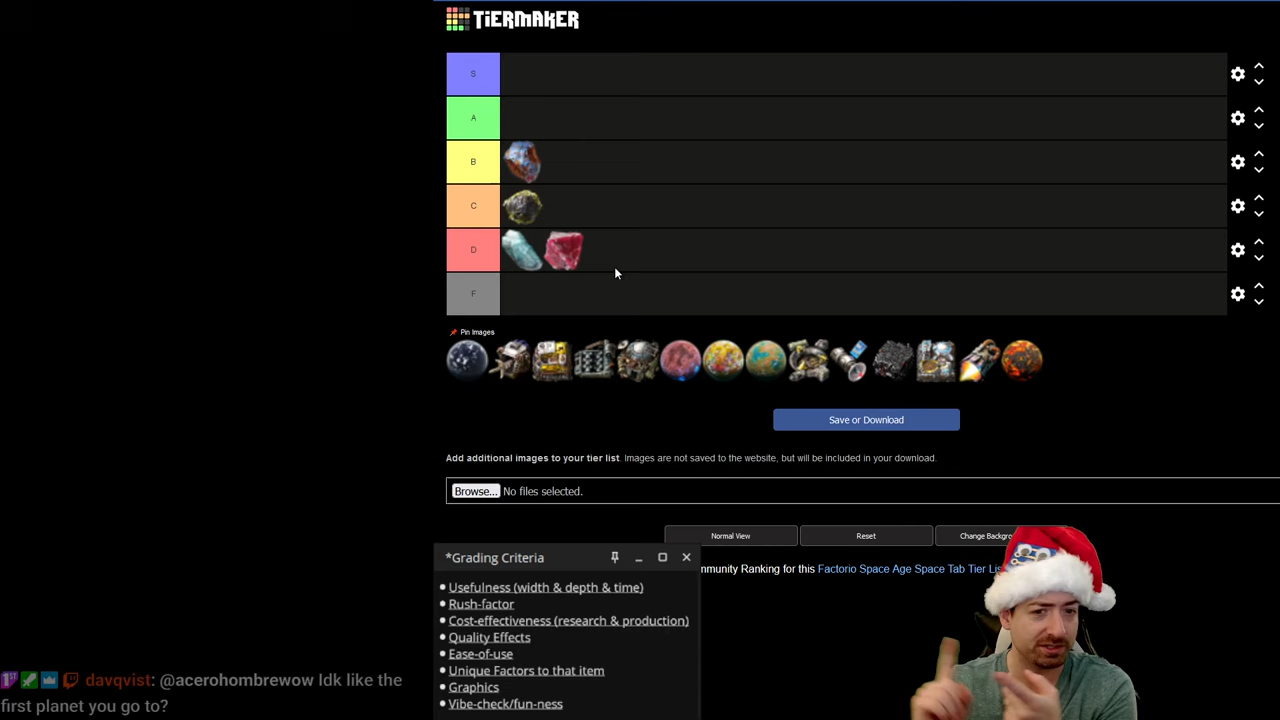 TIERMAKER
S
A
B
C
D
F
📌 Pin Images
Save or Download
Add additional images to your tier list. Images are not saved to the website, but will be included in your download.
Browse... No files selected.
Normal View
Reset
Change Backgro
mmunity Ranking for this Factorio Space Age Space Tab Tier Lis
*Grading Criteria
• Usefulness (width & depth & time)
• Rush-factor
• Cost-effectiveness (research & production)
• Quality Effects
• Ease-of-use
• Unique Factors to that item
• Graphics
• Vibe-check/fun-ness
1st davqvist: @acerohombrewow Idk like the
first planet you go to?